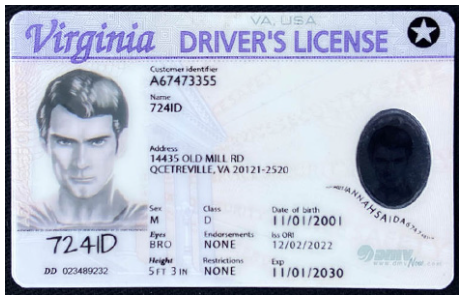 VA, USA
Virginia DRIVER'S LICENSE
Customer identifier
A67473355
Name
724ID
Address
14435 OLD MILL RD
QCETREVILLE, VA 20121-2520
Sex Class Date of birth
M D 11/01/2001
Eyes Endorsements Iss ORI
BRO NONE 12/02/2022
Height Restrictions Exp
5 FT 3 IN NONE 11/01/2030
724ID
DD 023489232
DMV